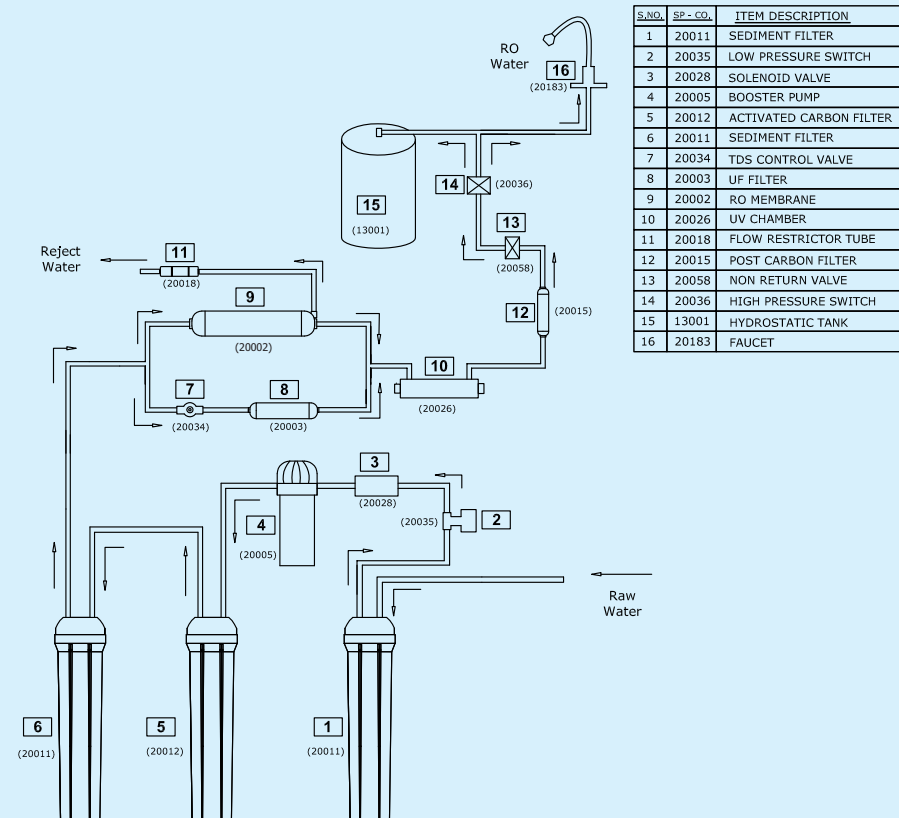 S.NO. SP - CO. ITEM DESCRIPTION
1 20011 SEDIMENT FILTER
2 20035 LOW PRESSURE SWITCH
3 20028 SOLENOID VALVE
4 20005 BOOSTER PUMP
5 20012 ACTIVATED CARBON FILTER
6 20011 SEDIMENT FILTER
7 20034 TDS CONTROL VALVE
8 20003 UF FILTER
9 20002 RO MEMBRANE
10 20026 UV CHAMBER
11 20018 FLOW RESTRICTOR TUBE
12 20015 POST CARBON FILTER
13 20058 NON RETURN VALVE
14 20036 HIGH PRESSURE SWITCH
15 13001 HYDROSTATIC TANK
16 20183 FAUCET
RO
Water
16
(20183)
14
(20036)
15
(13001)
13
(20058)
Reject
Water
11
(20018)
9
(20002)
12
(20015)
10
(20026)
7
(20034)
8
(20003)
3
(20028)
2
(20035)
4
(20005)
Raw
Water
6
(20011)
5
(20012)
1
(20011)